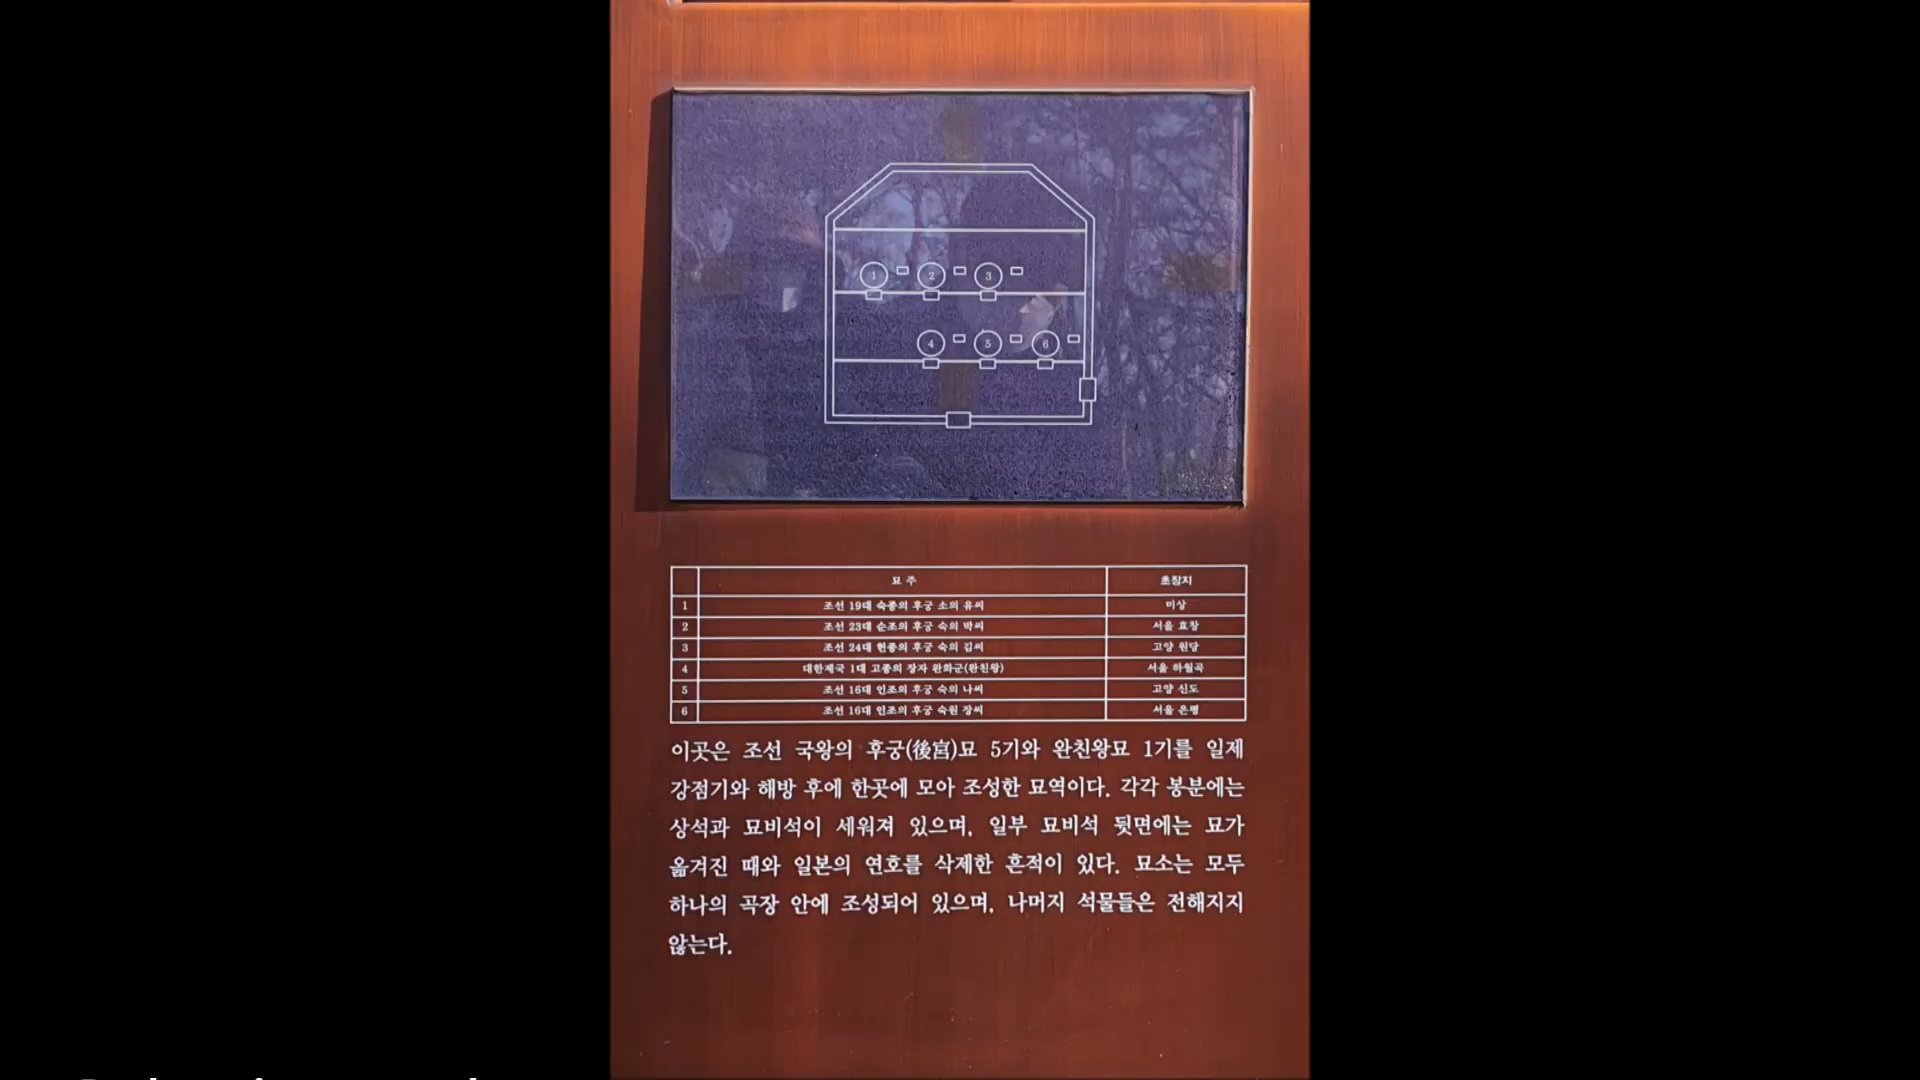 1
2
3
4
5
6
묘 주 초장지
1 조선 19대 숙종의 후궁 소의 유씨 미상
2 조선 23대 순조의 후궁 숙의 박씨 서울 효창
3 조선 24대 헌종의 후궁 숙의 김씨 고양 원당
4 대한제국 1대 고종의 장자 완화군(완친왕) 서울 하월곡
5 조선 16대 인조의 후궁 숙의 나씨 고양 신도
6 조선 16대 인조의 후궁 숙원 장씨 서울 은평
이곳은 조선 국왕의 후궁(後宮)묘 5기와 완친왕묘 1기를 일제
강점기와 해방 후에 한곳에 모아 조성한 묘역이다. 각각 봉분에는
상석과 묘비석이 세워져 있으며, 일부 묘비석 뒷면에는 묘가
옮겨진 때와 일본의 연호를 삭제한 흔적이 있다. 묘소는 모두
하나의 곡장 안에 조성되어 있으며, 나머지 석물들은 전해지지
않는다.